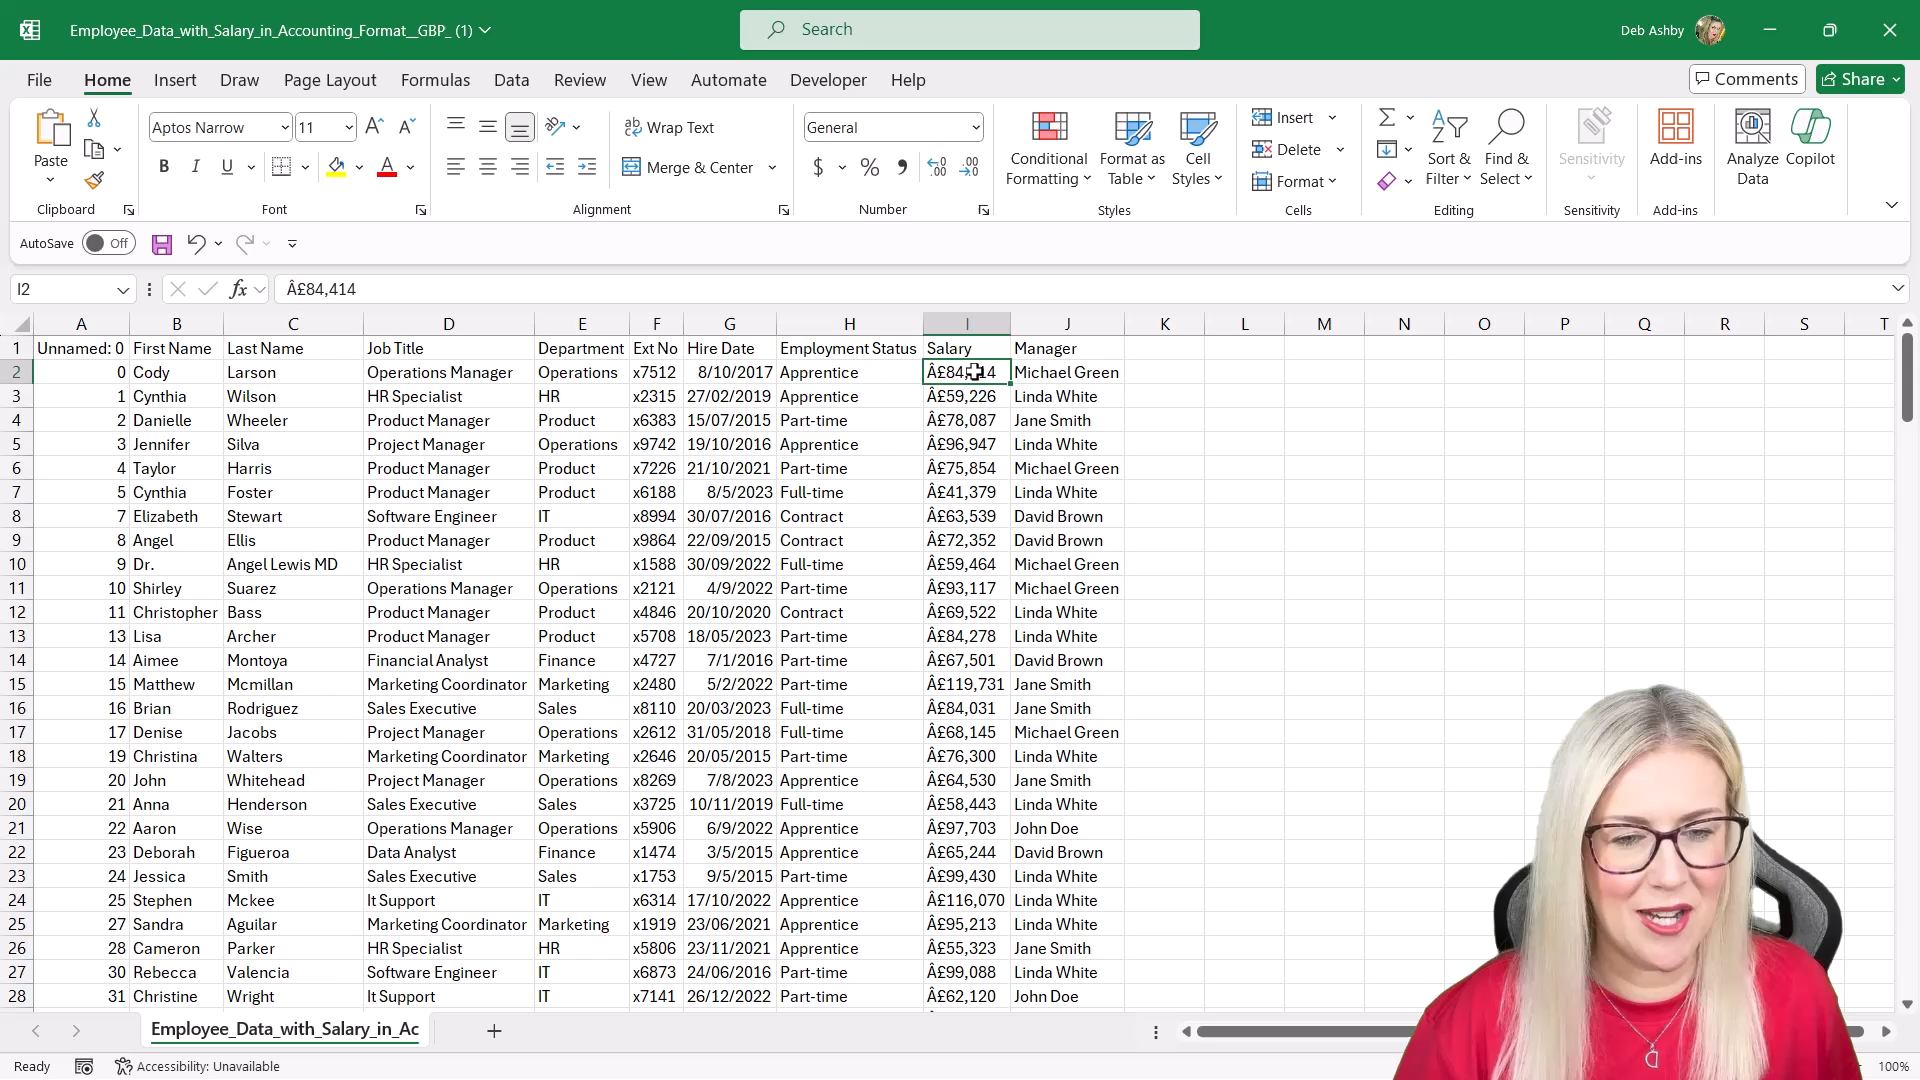 Employee_Data_with_Salary_in_Accounting_Format__GBP_ (1)
Search
Deb Ashby
File Home Insert Draw Page Layout Formulas Data Review View Automate Developer Help
Comments Share
Paste
Clipboard
Aptos Narrow 11
B I U A
Font
Wrap Text
Merge & Center
Alignment
General
$ % ,
Number
Conditional Formatting
Format as Table
Cell Styles
Styles
Insert
Delete
Format
Cells
Sort & Filter
Find & Select
Editing
Sensitivity
Sensitivity
Add-ins
Add-ins
Analyze Data
Copilot
AutoSave Off
I2 fx Â£84,414
A B C D E F G H I J K L M N O P Q R S T
1 Unnamed: 0 First Name Last Name Job Title Department Ext No Hire Date Employment Status Salary Manager
2 0 Cody Larson Operations Manager Operations x7512 8/10/2017 Apprentice Â£84,414 Michael Green
3 1 Cynthia Wilson HR Specialist HR x2315 27/02/2019 Apprentice Â£59,226 Linda White
4 2 Danielle Wheeler Product Manager Product x6383 15/07/2015 Part-time Â£78,087 Jane Smith
5 3 Jennifer Silva Project Manager Operations x9742 19/10/2016 Apprentice Â£96,947 Linda White
6 4 Taylor Harris Product Manager Product x7226 21/10/2021 Part-time Â£75,854 Michael Green
7 5 Cynthia Foster Product Manager Product x6188 8/5/2023 Full-time Â£41,379 Linda White
8 7 Elizabeth Stewart Software Engineer IT x8994 30/07/2016 Contract Â£63,539 David Brown
9 8 Angel Ellis Product Manager Product x9864 22/09/2015 Contract Â£72,352 David Brown
10 9 Dr. Angel Lewis MD HR Specialist HR x1588 30/09/2022 Full-time Â£59,464 Michael Green
11 10 Shirley Suarez Operations Manager Operations x2121 4/9/2022 Part-time Â£93,117 Michael Green
12 11 Christopher Bass Product Manager Product x4846 20/10/2020 Contract Â£69,522 Linda White
13 13 Lisa Archer Product Manager Product x5708 18/05/2023 Part-time Â£84,278 Linda White
14 14 Aimee Montoya Financial Analyst Finance x4727 7/1/2016 Part-time Â£67,501 David Brown
15 15 Matthew Mcmillan Marketing Coordinator Marketing x2480 5/2/2022 Part-time Â£119,731 Jane Smith
16 16 Brian Rodriguez Sales Executive Sales x8110 20/03/2023 Full-time Â£84,031 Jane Smith
17 17 Denise Jacobs Project Manager Operations x2612 31/05/2018 Full-time Â£68,145 Michael Green
18 19 Christina Walters Marketing Coordinator Marketing x2646 20/05/2015 Part-time Â£76,300 Linda White
19 20 John Whitehead Project Manager Operations x8269 7/8/2023 Apprentice Â£64,530 Jane Smith
20 21 Anna Henderson Sales Executive Sales x3725 10/11/2019 Full-time Â£58,443 Linda White
21 22 Aaron Wise Operations Manager Operations x5906 6/9/2022 Apprentice Â£97,703 John Doe
22 23 Deborah Figueroa Data Analyst Finance x1474 3/5/2015 Apprentice Â£65,244 David Brown
23 24 Jessica Smith Sales Executive Sales x1753 9/5/2015 Part-time Â£99,430 Linda White
24 25 Stephen Mckee It Support IT x6314 17/10/2022 Apprentice Â£116,070 Linda White
25 27 Sandra Aguilar Marketing Coordinator Marketing x1919 23/06/2021 Apprentice Â£95,213 Linda White
26 28 Cameron Parker HR Specialist HR x5806 23/11/2021 Apprentice Â£55,323 Jane Smith
27 30 Rebecca Valencia Software Engineer IT x6873 24/06/2016 Part-time Â£99,088 Linda White
28 31 Christine Wright It Support IT x7141 26/12/2022 Part-time Â£62,120 John Doe
Employee_Data_with_Salary_in_Ac
Ready Accessibility: Unavailable 100%